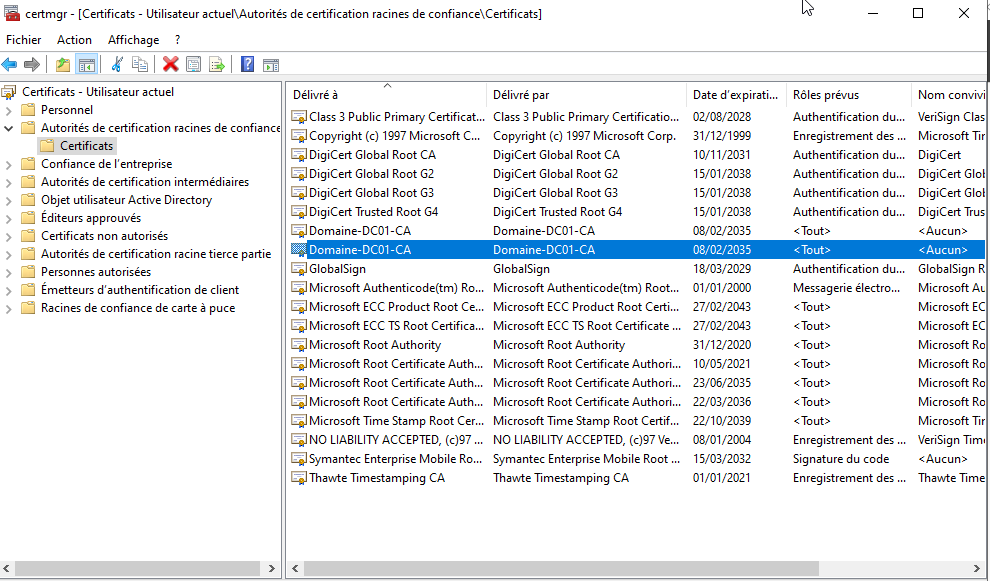 certmgr - [Certificats - Utilisateur actuel\Autorités de certification racines de confiance\Certificats]
Fichier Action Affichage ?
Certificats - Utilisateur actuel
Personnel
Autorités de certification racines de confiance
Certificats
Confiance de l'entreprise
Autorités de certification intermédiaires
Objet utilisateur Active Directory
Éditeurs approuvés
Certificats non autorisés
Autorités de certification racine tierce partie
Personnes autorisées
Émetteurs d'authentification de client
Racines de confiance de carte à puce
Délivré à Délivré par Date d'expirati... Rôles prévus Nom convivi
Class 3 Public Primary Certificat... Class 3 Public Primary Certificatio... 02/08/2028 Authentification du... VeriSign Clas
Copyright (c) 1997 Microsoft C... Copyright (c) 1997 Microsoft Corp. 31/12/1999 Enregistrement des ... Microsoft Tir
DigiCert Global Root CA DigiCert Global Root CA 10/11/2031 Authentification du... DigiCert
DigiCert Global Root G2 DigiCert Global Root G2 15/01/2038 Authentification du... DigiCert Glol
DigiCert Global Root G3 DigiCert Global Root G3 15/01/2038 Authentification du... DigiCert Glol
DigiCert Trusted Root G4 DigiCert Trusted Root G4 15/01/2038 Authentification du... DigiCert Trus
Domaine-DC01-CA Domaine-DC01-CA 08/02/2035 <Tout> <Aucun>
Domaine-DC01-CA Domaine-DC01-CA 08/02/2035 <Tout> <Aucun>
GlobalSign GlobalSign 18/03/2029 Authentification du... GlobalSign R
Microsoft Authenticode(tm) Ro... Microsoft Authenticode(tm) Root... 01/01/2000 Messagerie électro... Microsoft Au
Microsoft ECC Product Root Ce... Microsoft ECC Product Root Certi... 27/02/2043 <Tout> Microsoft EC
Microsoft ECC TS Root Certifica... Microsoft ECC TS Root Certificate ... 27/02/2043 <Tout> Microsoft EC
Microsoft Root Authority Microsoft Root Authority 31/12/2020 <Tout> Microsoft Ro
Microsoft Root Certificate Auth... Microsoft Root Certificate Authori... 10/05/2021 <Tout> Microsoft Ro
Microsoft Root Certificate Auth... Microsoft Root Certificate Authori... 23/06/2035 <Tout> Microsoft Ro
Microsoft Root Certificate Auth... Microsoft Root Certificate Authori... 22/03/2036 <Tout> Microsoft Ro
Microsoft Time Stamp Root Cer... Microsoft Time Stamp Root Certif... 22/10/2039 <Tout> Microsoft Tir
NO LIABILITY ACCEPTED, (c)97 ... NO LIABILITY ACCEPTED, (c)97 Ve... 08/01/2004 Enregistrement des ... VeriSign Time
Symantec Enterprise Mobile Ro... Symantec Enterprise Mobile Root ... 15/03/2032 Signature du code <Aucun>
Thawte Timestamping CA Thawte Timestamping CA 01/01/2021 Enregistrement des ... Thawte Time